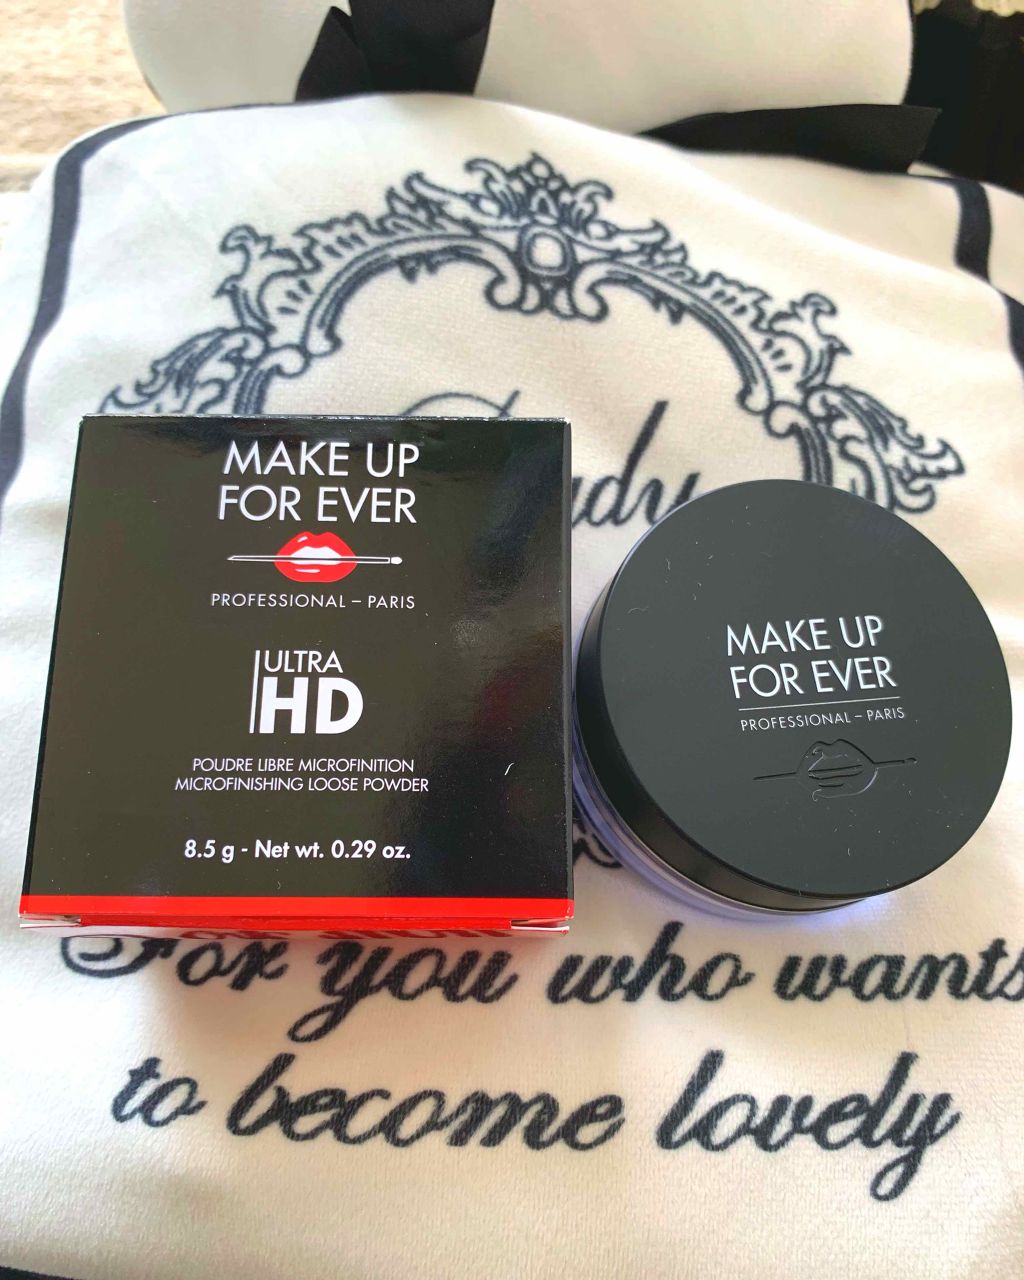 MAKE UP
FOR EVER
PROFESSIONAL – PARIS
ULTRA
HD
POUDRE LIBRE MICROFINITION
MICROFINISHING LOOSE POWDER
8.5 g - Net wt. 0.29 oz.
MAKE UP
FOR EVER
PROFESSIONAL – PARIS
For you who wants
to become lovely